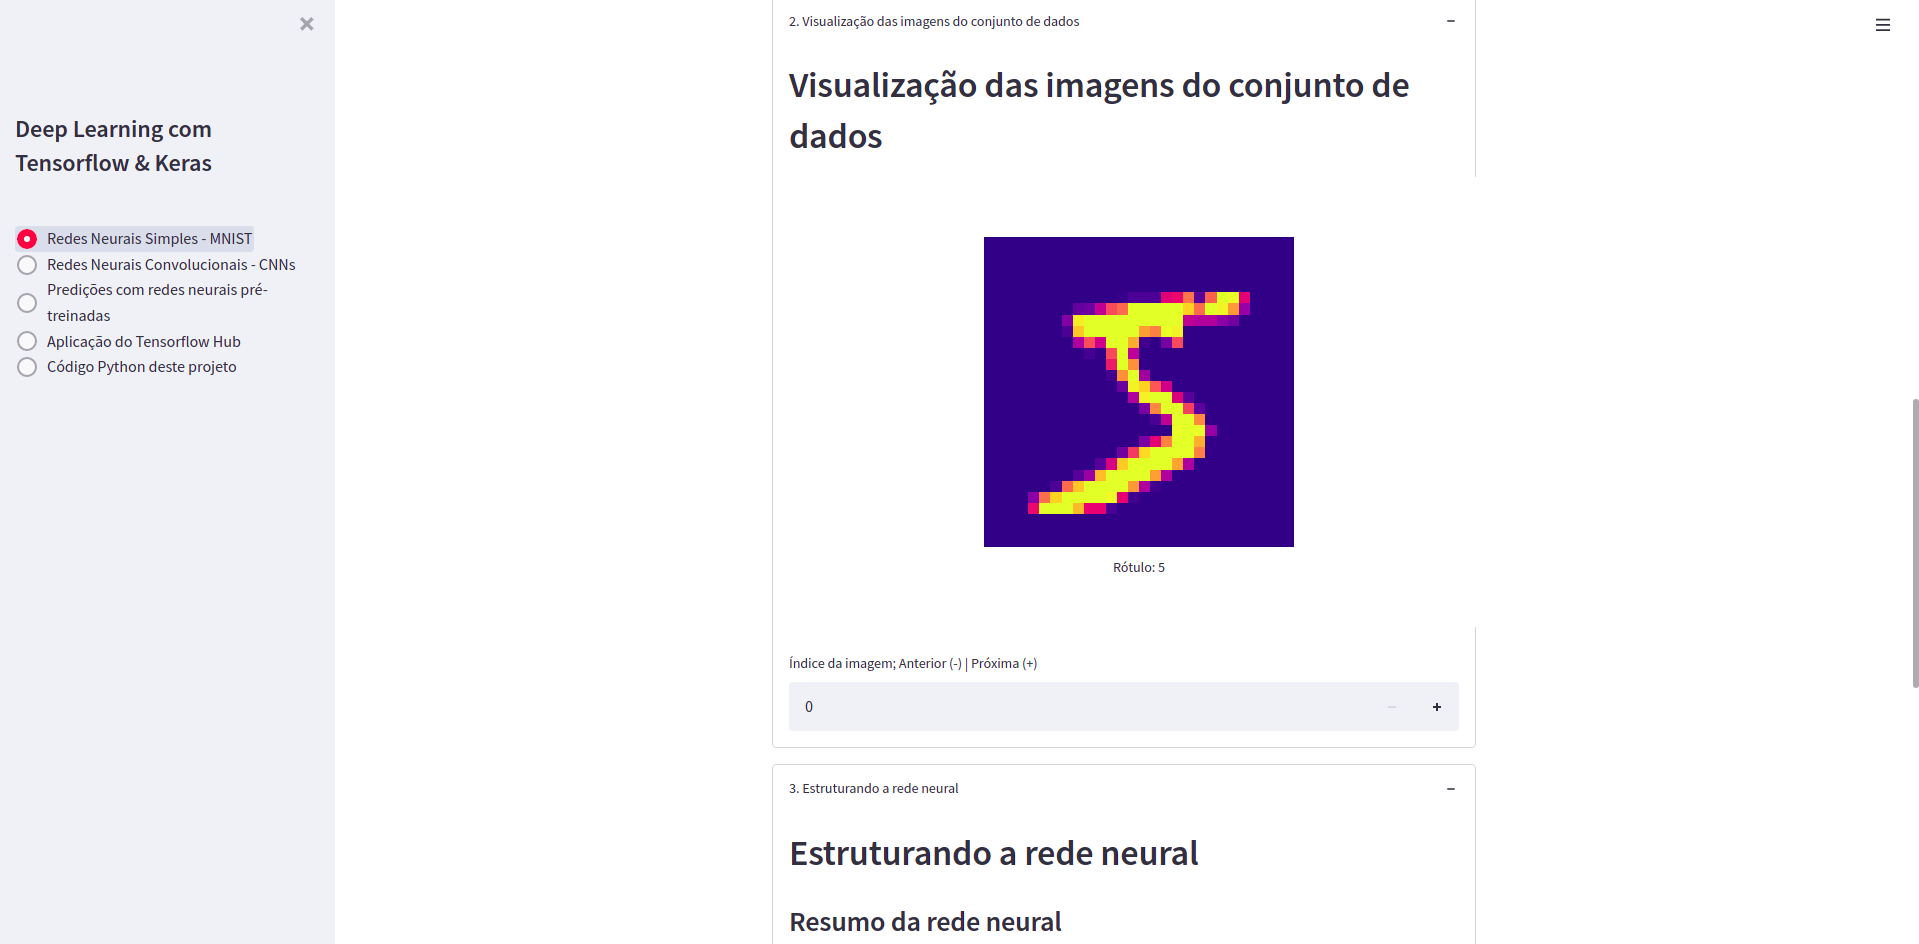 Deep Learning com
Tensorflow & Keras
Redes Neurais Simples - MNIST
Redes Neurais Convolucionais - CNNs
Predições com redes neurais pré-
treinadas
Aplicação do Tensorflow Hub
Código Python deste projeto
2. Visualização das imagens do conjunto de dados
Visualização das imagens do conjunto de
dados
5
Rótulo: 5
Índice da imagem; Anterior (-) | Próxima (+)
0
3. Estruturando a rede neural
Estruturando a rede neural
Resumo da rede neural